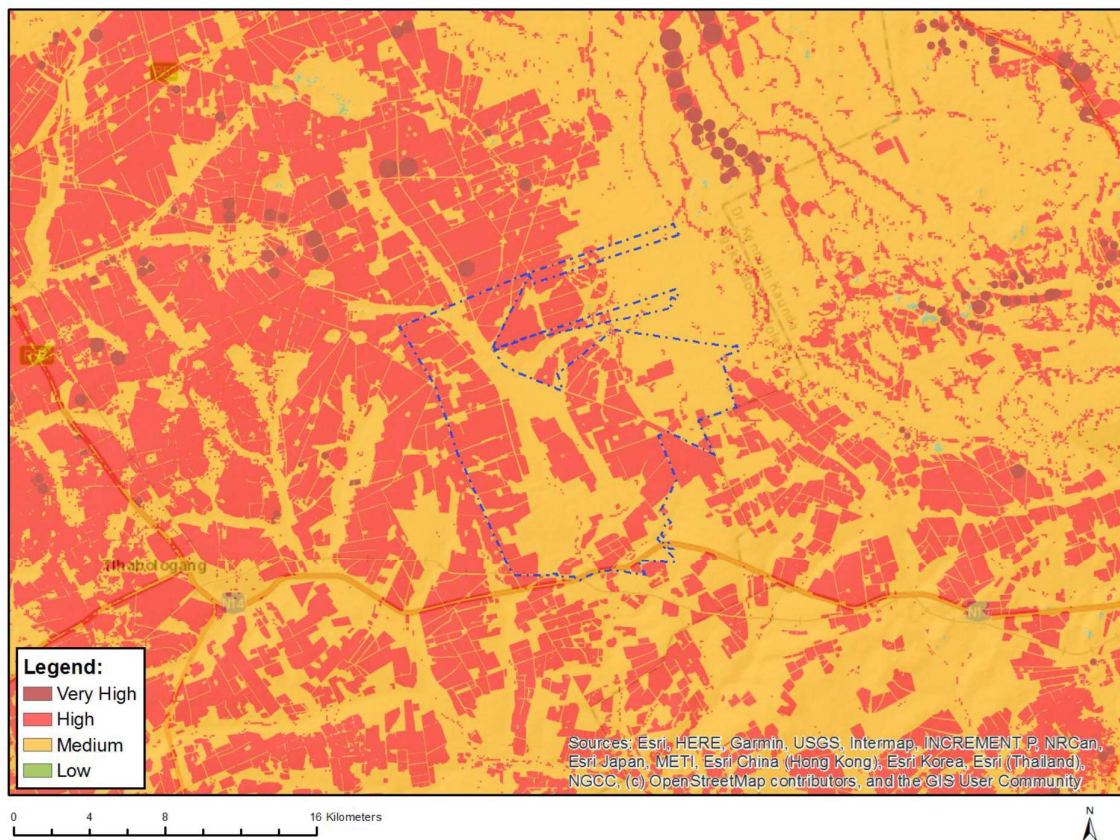 Tlhabologang
Legend:
Very High
High
Medium
Low
Sources: Esri, HERE, Garmin, USGS, Intermap, INCREMENT P, NRCan,
Esri Japan, METI, Esri China (Hong Kong), Esri Korea, Esri (Thailand),
NGCC, (c) OpenStreetMap contributors, and the GIS User Community
0 4 8 16 Kilometers
N